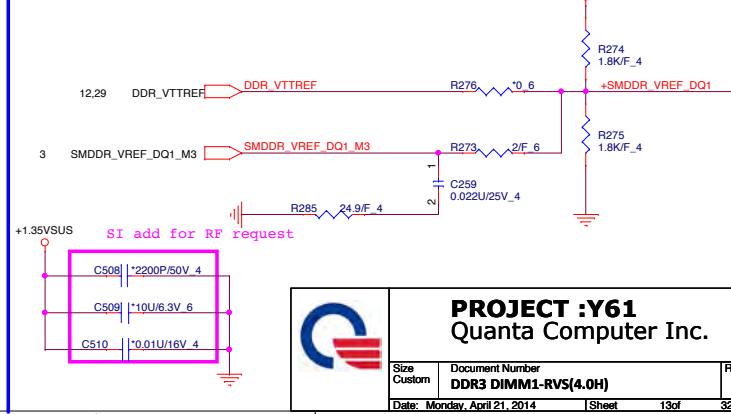 R274
1.8K/F_4
12,29 DDR_VTTREF DDR_VTTREF R276 *0_6 +SMDDR_VREF_DQ1
R275
1.8K/F_4
3 SMDDR_VREF_DQ1_M3 SMDDR_VREF_DQ1_M3 R273 2/F_6
1
C259
0.022U/25V_4
2
R285 24.9/F_4
+1.35VSUS
SI add for RF request
C508 *2200P/50V_4
C509 *10U/6.3V_6
C510 *0.01U/16V_4
PROJECT :Y61
Quanta Computer Inc.
Size Document Number R
Custom DDR3 DIMM1-RVS(4.0H)
Date: Monday, April 21, 2014 Sheet 13of 32